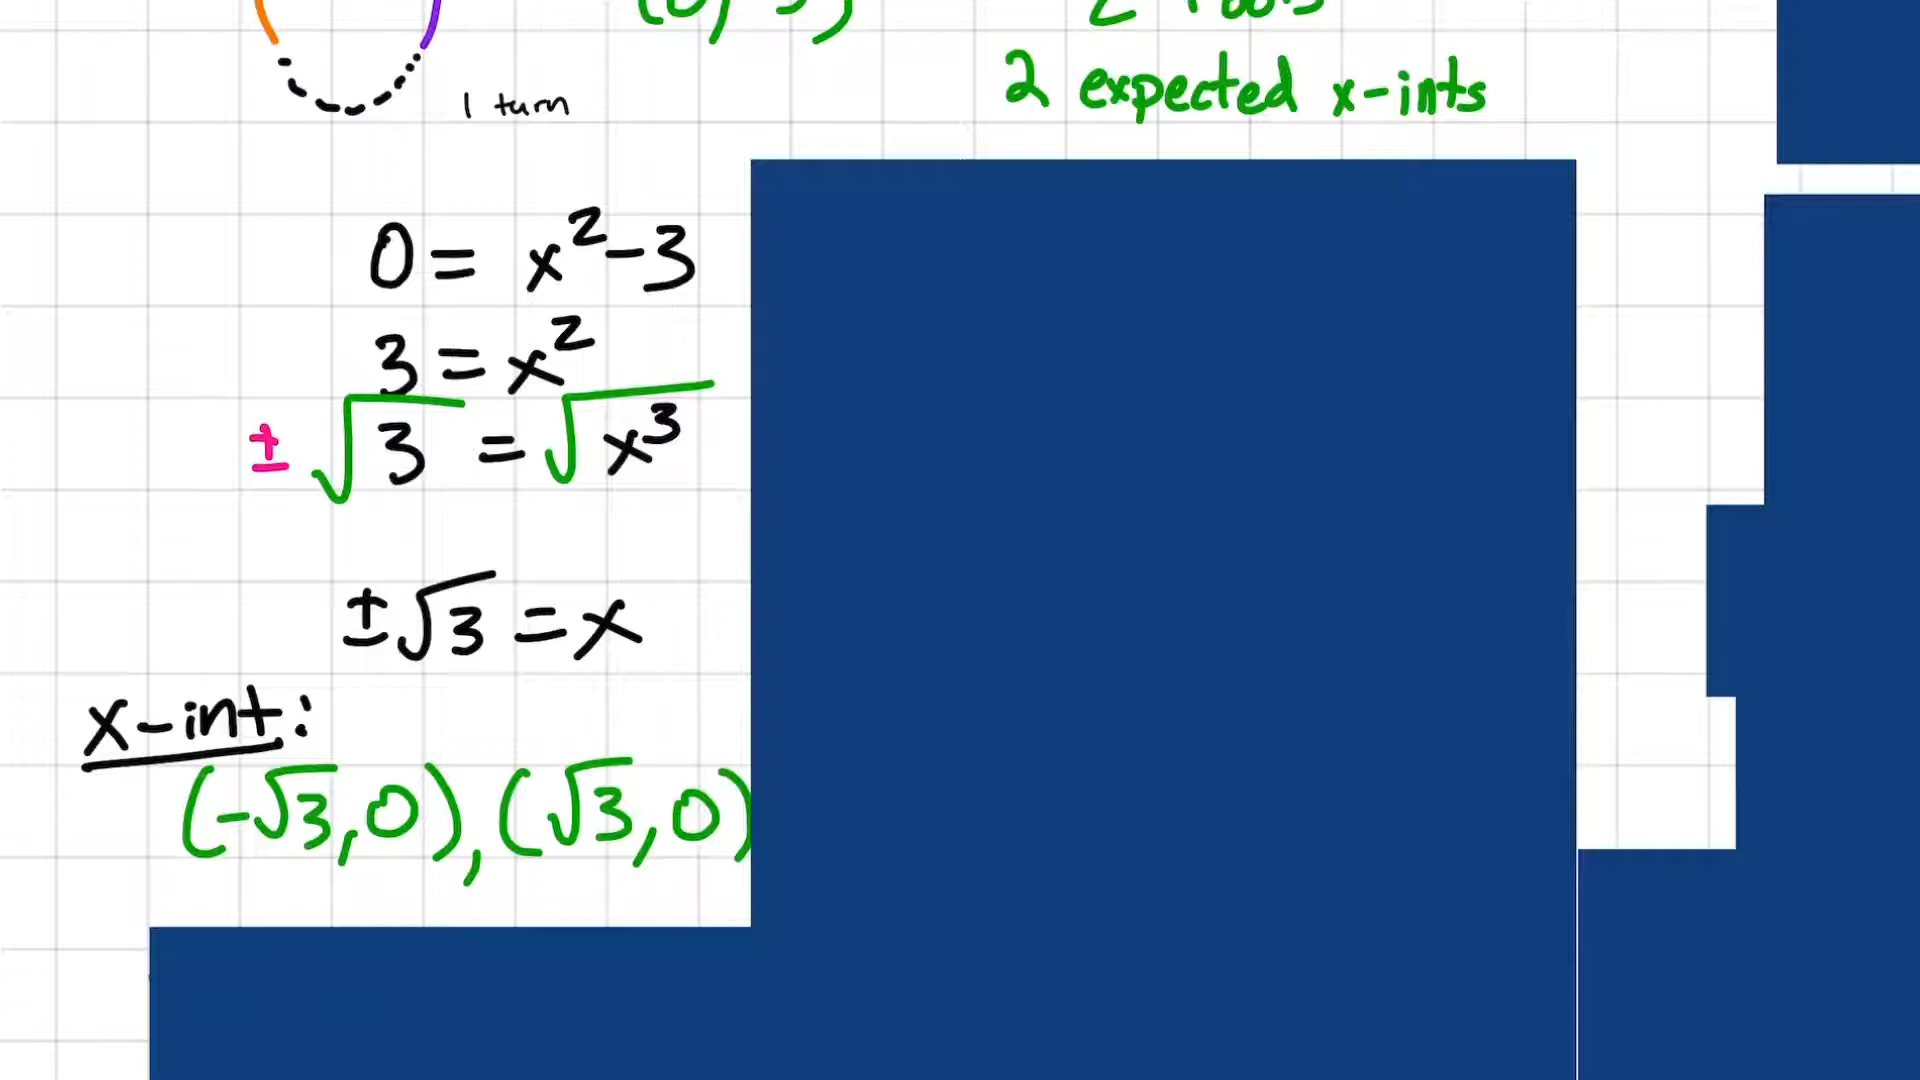 1 turn
2 expected x-ints
0 = x²-3
3 = x²
± √3 = √x³
±√3 = x
x-int:
(-√3,0), (√3,0)